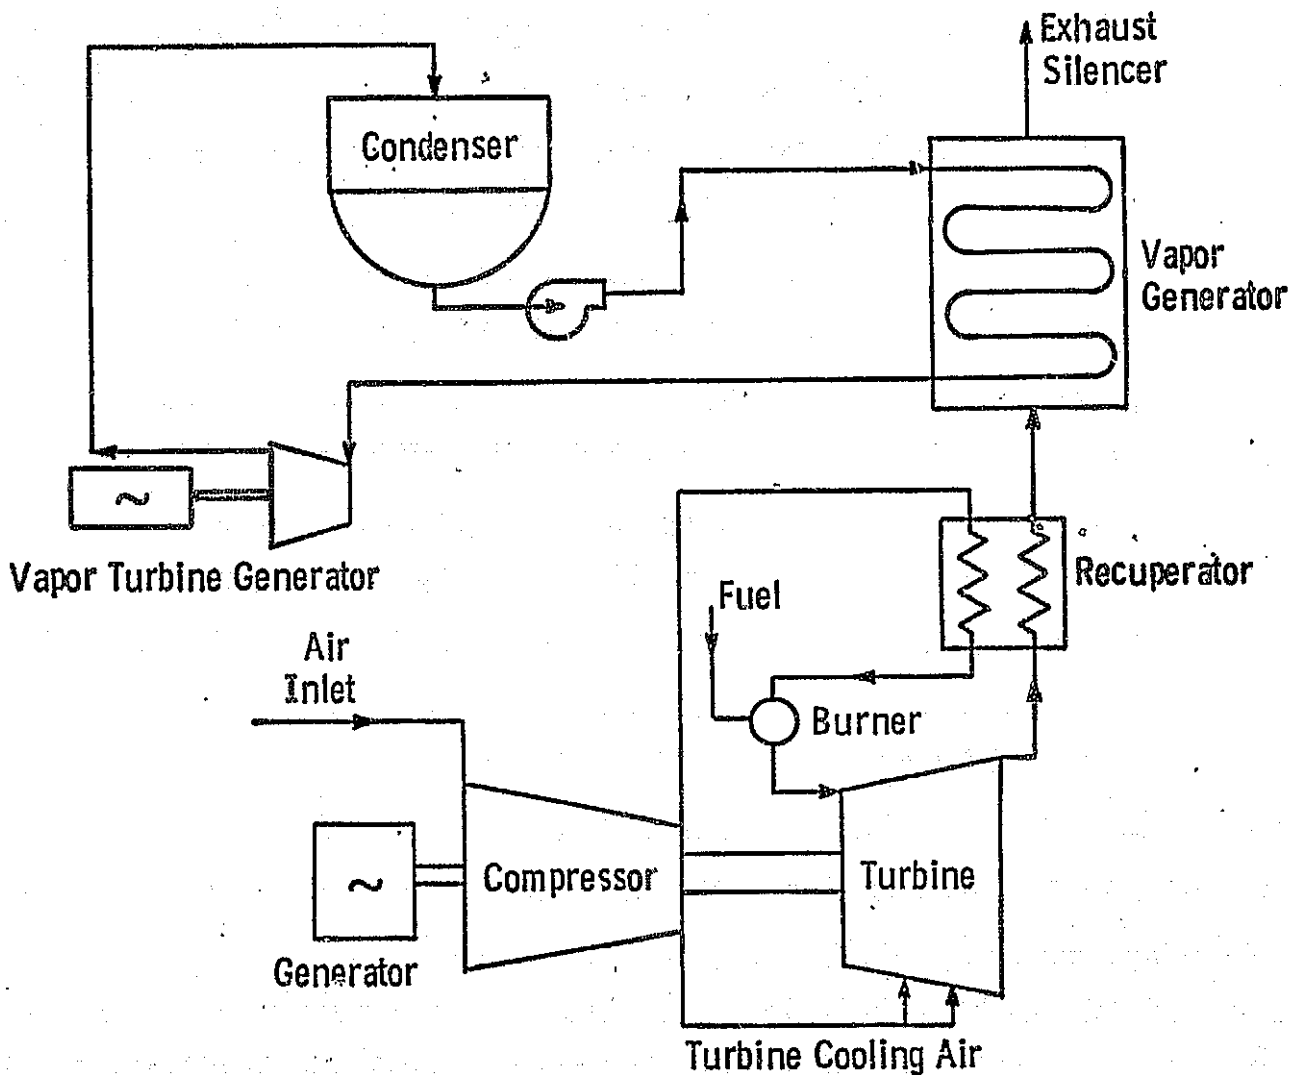 Exhaust
Silencer
Condenser
Vapor
Generator
~
Vapor Turbine Generator
Recuperator
Fuel
Air
Inlet
Burner
~
Compressor
Turbine
Generator
Turbine Cooling Air